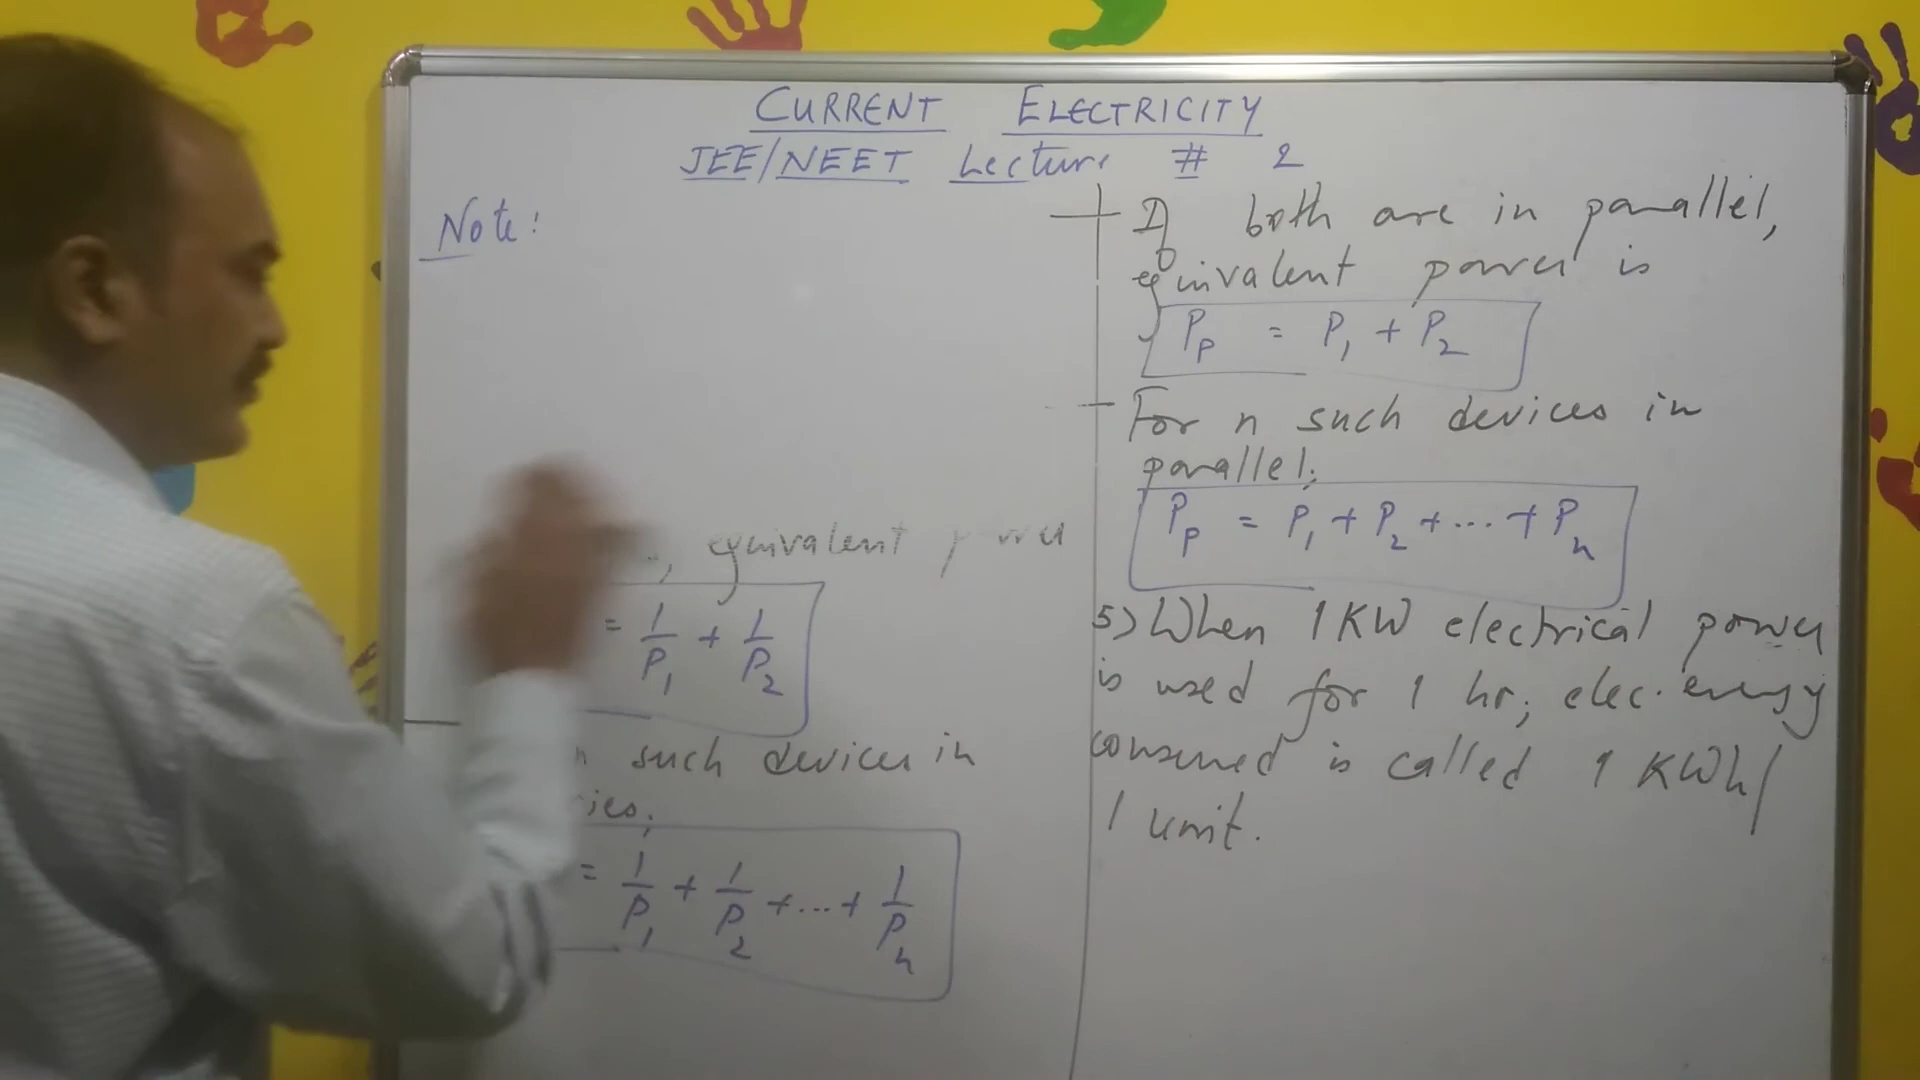 CURRENT ELECTRICITY
JEE/NEET Lecture # 2
Note:
equivalent
= 1/P1 + 1/P2
such devices in
= 1/P1 + 1/P2 + ... + 1/Pn
If both are in parallel,
equivalent power is
Pp = P1 + P2
For n such devices in
parallel;
Pp = P1 + P2 + ... + Pn
5) When 1 KW electrical power
is used for 1 hr; elec. energy
consumed is called 1 KWh/
1 unit.